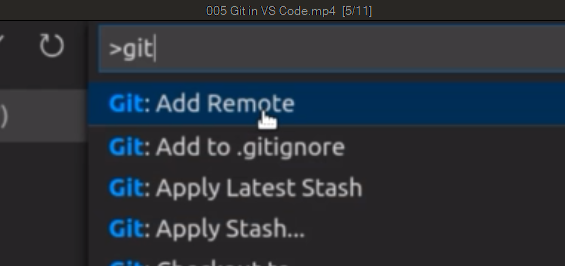 005 Git in VS Code.mp4 [5/11]
>git
Git: Add Remote
Git: Add to .gitignore
Git: Apply Latest Stash
Git: Apply Stash...